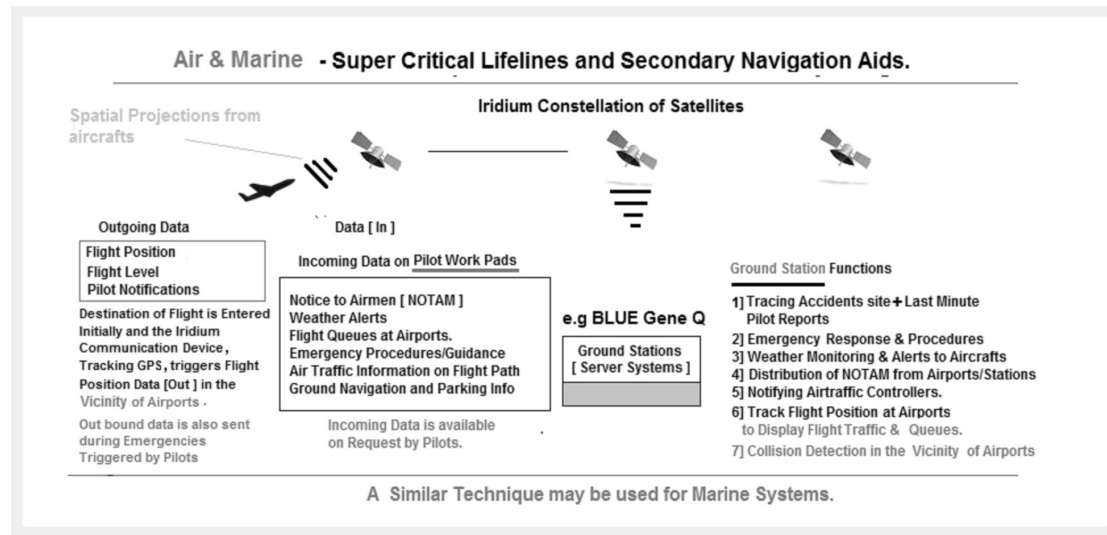 Air & Marine - Super Critical Lifelines and Secondary Navigation Aids.
Iridium Constellation of Satellites
Spatial Projections from
aircrafts
Outgoing Data
Flight Position
Flight Level
Pilot Notifications
Destination of Flight is Entered
Initially and the Iridium
Communication Device,
Tracking GPS, triggers Flight
Position Data [Out ] in the
Vicinity of Airports .
Out bound data is also sent
during Emergencies
Triggered by Pilots
Data [ In ]
Incoming Data on Pilot Work Pads
Notice to Airmen [ NOTAM ]
Weather Alerts
Flight Queues at Airports.
Emergency Procedures/Guidance
Air Traffic Information on Flight Path
Ground Navigation and Parking Info
Incoming Data is available
on Request by Pilots.
e.g BLUE Gene Q
Ground Stations
[ Server Systems ]
Ground Station Functions
1] Tracing Accidents site + Last Minute
Pilot Reports
2] Emergency Response & Procedures
3] Weather Monitoring & Alerts to Aircrafts
4] Distribution of NOTAM from Airports/Stations
5] Notifying Airtraffic Controllers.
6] Track Flight Position at Airports
to Display Flight Traffic & Queues.
7] Collision Detection in the Vicinity of Airports
A Similar Technique may be used for Marine Systems.